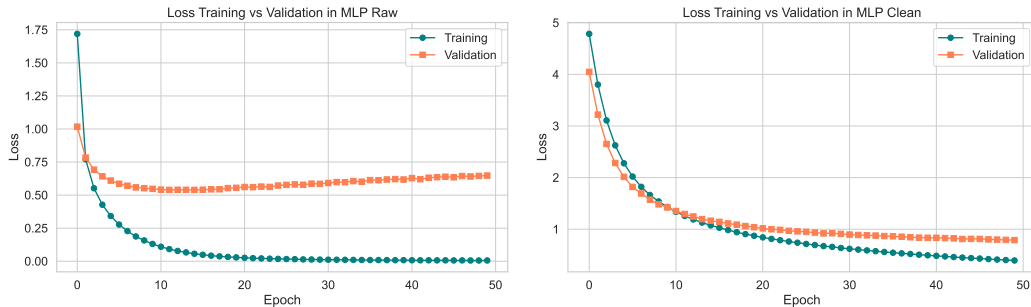 Loss Training vs Validation in MLP Raw
1.75
1.50
1.25
1.00
0.75
0.50
0.25
0.00
Loss
0
10
20
30
40
50
Epoch
Training
Validation
Loss Training vs Validation in MLP Clean
5
4
3
2
1
Loss
0
10
20
30
40
50
Epoch
Training
Validation